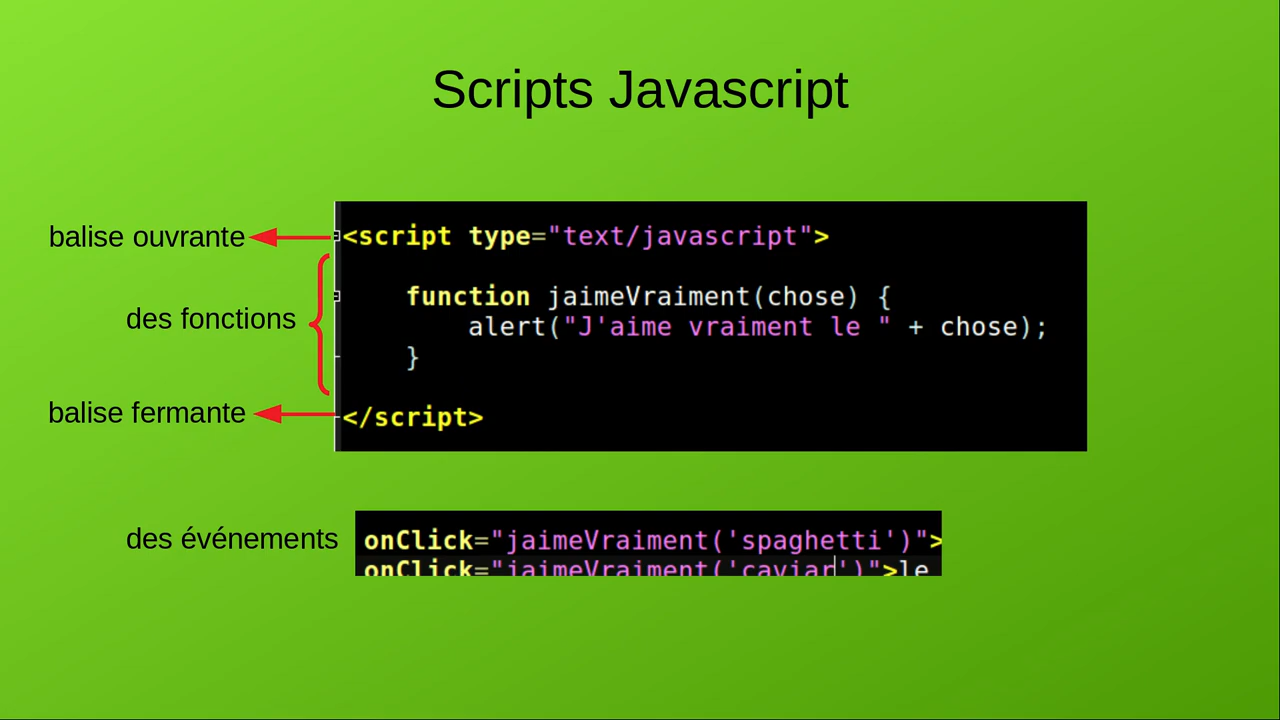 Scripts Javascript
balise ouvrante
<script type="text/javascript">
des fonctions
function jaimeVraiment(chose) {
alert("J'aime vraiment le " + chose);
}
balise fermante
</script>
des événements
onClick="jaimeVraiment('spaghetti')">
onClick="jaimeVraiment('caviar')">le